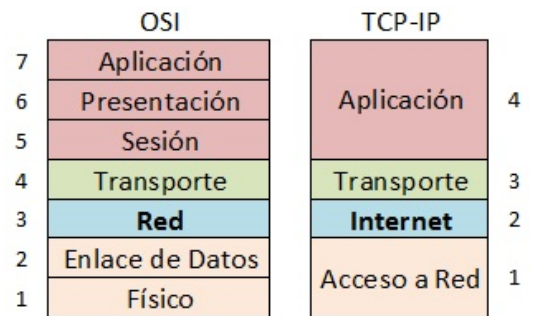 OSI TCP-IP
7 Aplicación
6 Presentación Aplicación 4
5 Sesión
4 Transporte Transporte 3
3 Red Internet 2
2 Enlace de Datos
Acceso a Red 1
1 Físico